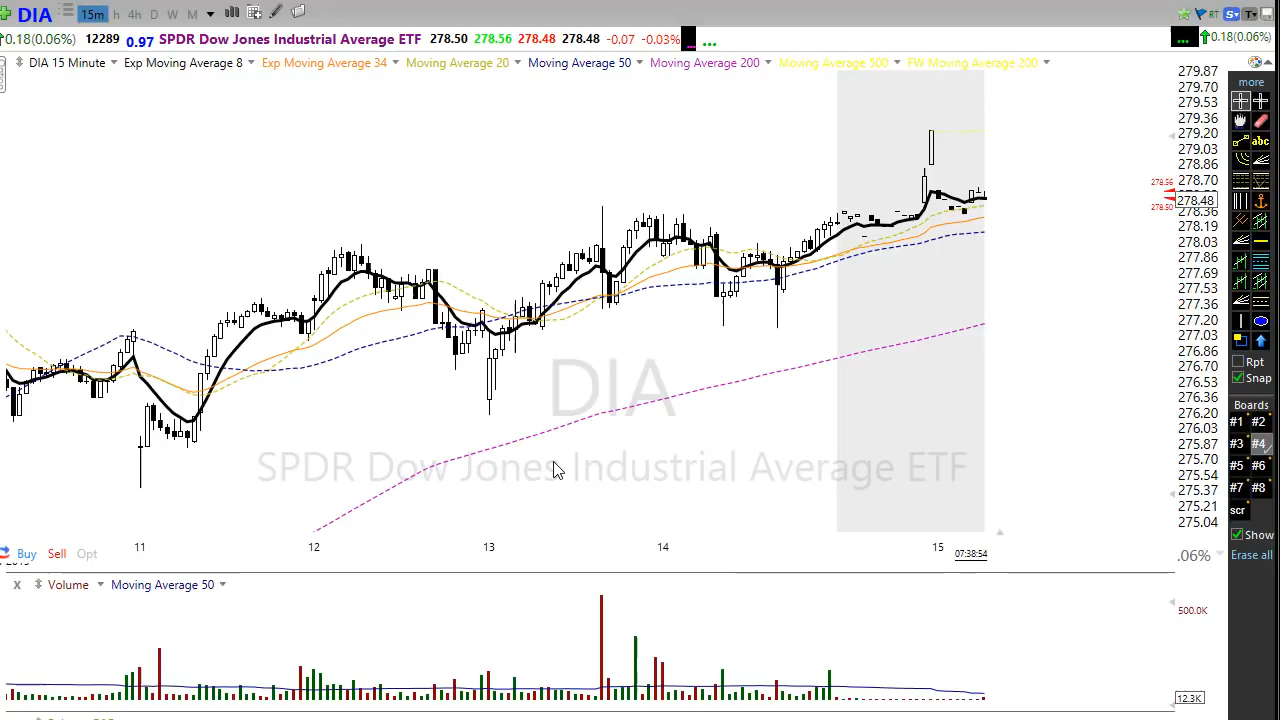 DIA 15m h 4h D W M RT S T
0.18(0.06%) 12289 0.97 SPDR Dow Jones Industrial Average ETF 278.50 278.56 278.48 278.48 -0.07 -0.03% ... ... 0.18(0.06%)
DIA 15 Minute Exp Moving Average 8 Exp Moving Average 34 Moving Average 20 Moving Average 50 Moving Average 200 Moving Average 500 FW Moving Average 200
279.87
279.70
279.53
279.36
279.20
279.03
278.86
278.70
278.56
278.48
278.50
278.36
278.19
278.03
277.86
277.69
277.53
277.36
277.20
277.03
276.86
276.70
276.53
276.36
276.20
276.03
275.87
275.70
275.54
275.37
275.21
275.04
DIA
SPDR Dow Jones Industrial Average ETF
more
abc
Rpt
Snap
Boards
#1 #2
#3 #4
#5 #6
#7 #8
scr
Show
Erase all
11 12 13 14 15
07:38:54
Buy Sell Opt
.06%
X Volume Moving Average 50
500.0K
12.3K